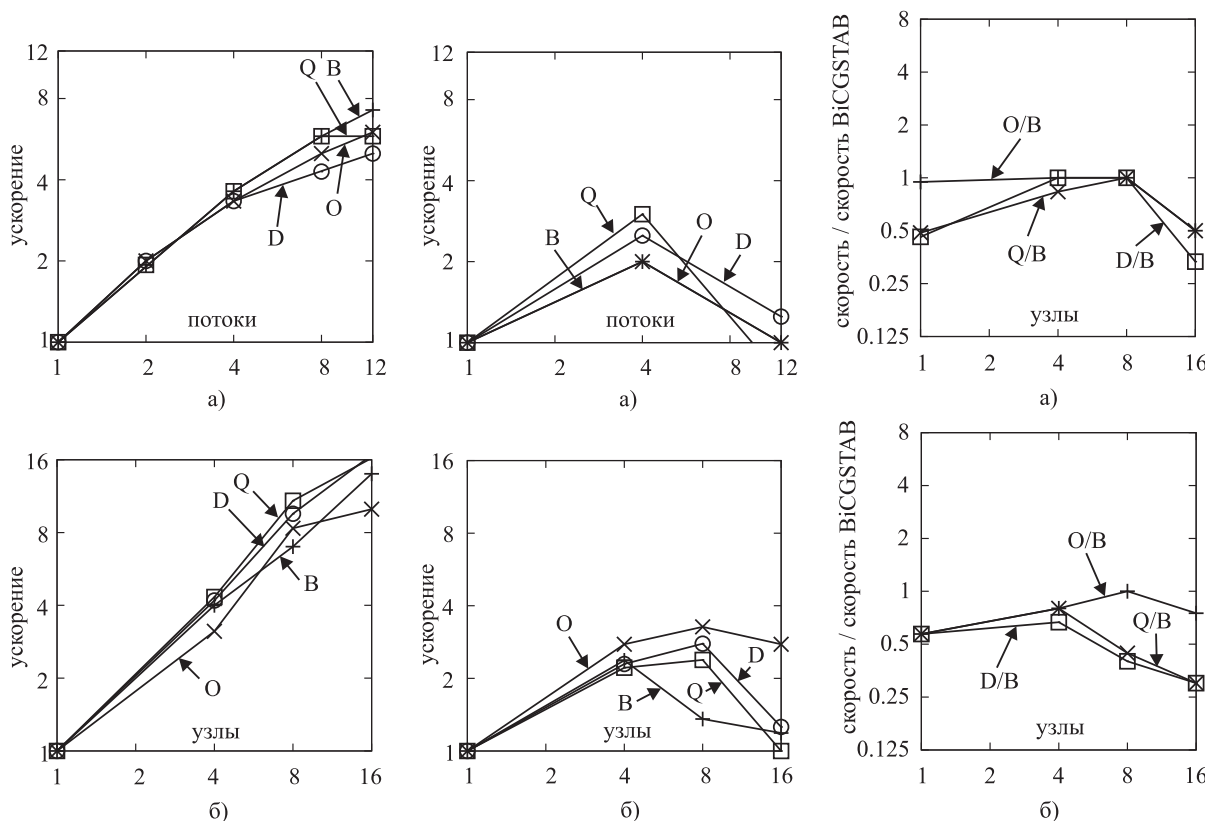 12
8
4
2
1
ускорение
Q B
O
D
потоки
1 2 4 8 12
а)
12
8
4
2
1
ускорение
Q
B
O
D
потоки
1 2 4 8 12
а)
8
4
2
1
0.5
0.25
0.125
скорость / скорость BiCGSTAB
O/B
Q/B
D/B
узлы
1 2 4 8 16
а)
16
8
4
2
1
ускорение
Q
D
B
O
узлы
1 2 4 8 16
б)
16
8
4
2
1
ускорение
O
B
Q
D
узлы
1 2 4 8 16
б)
8
4
2
1
0.5
0.25
0.125
скорость / скорость BiCGSTAB
O/B
Q/B
D/B
узлы
1 2 4 8 16
б)